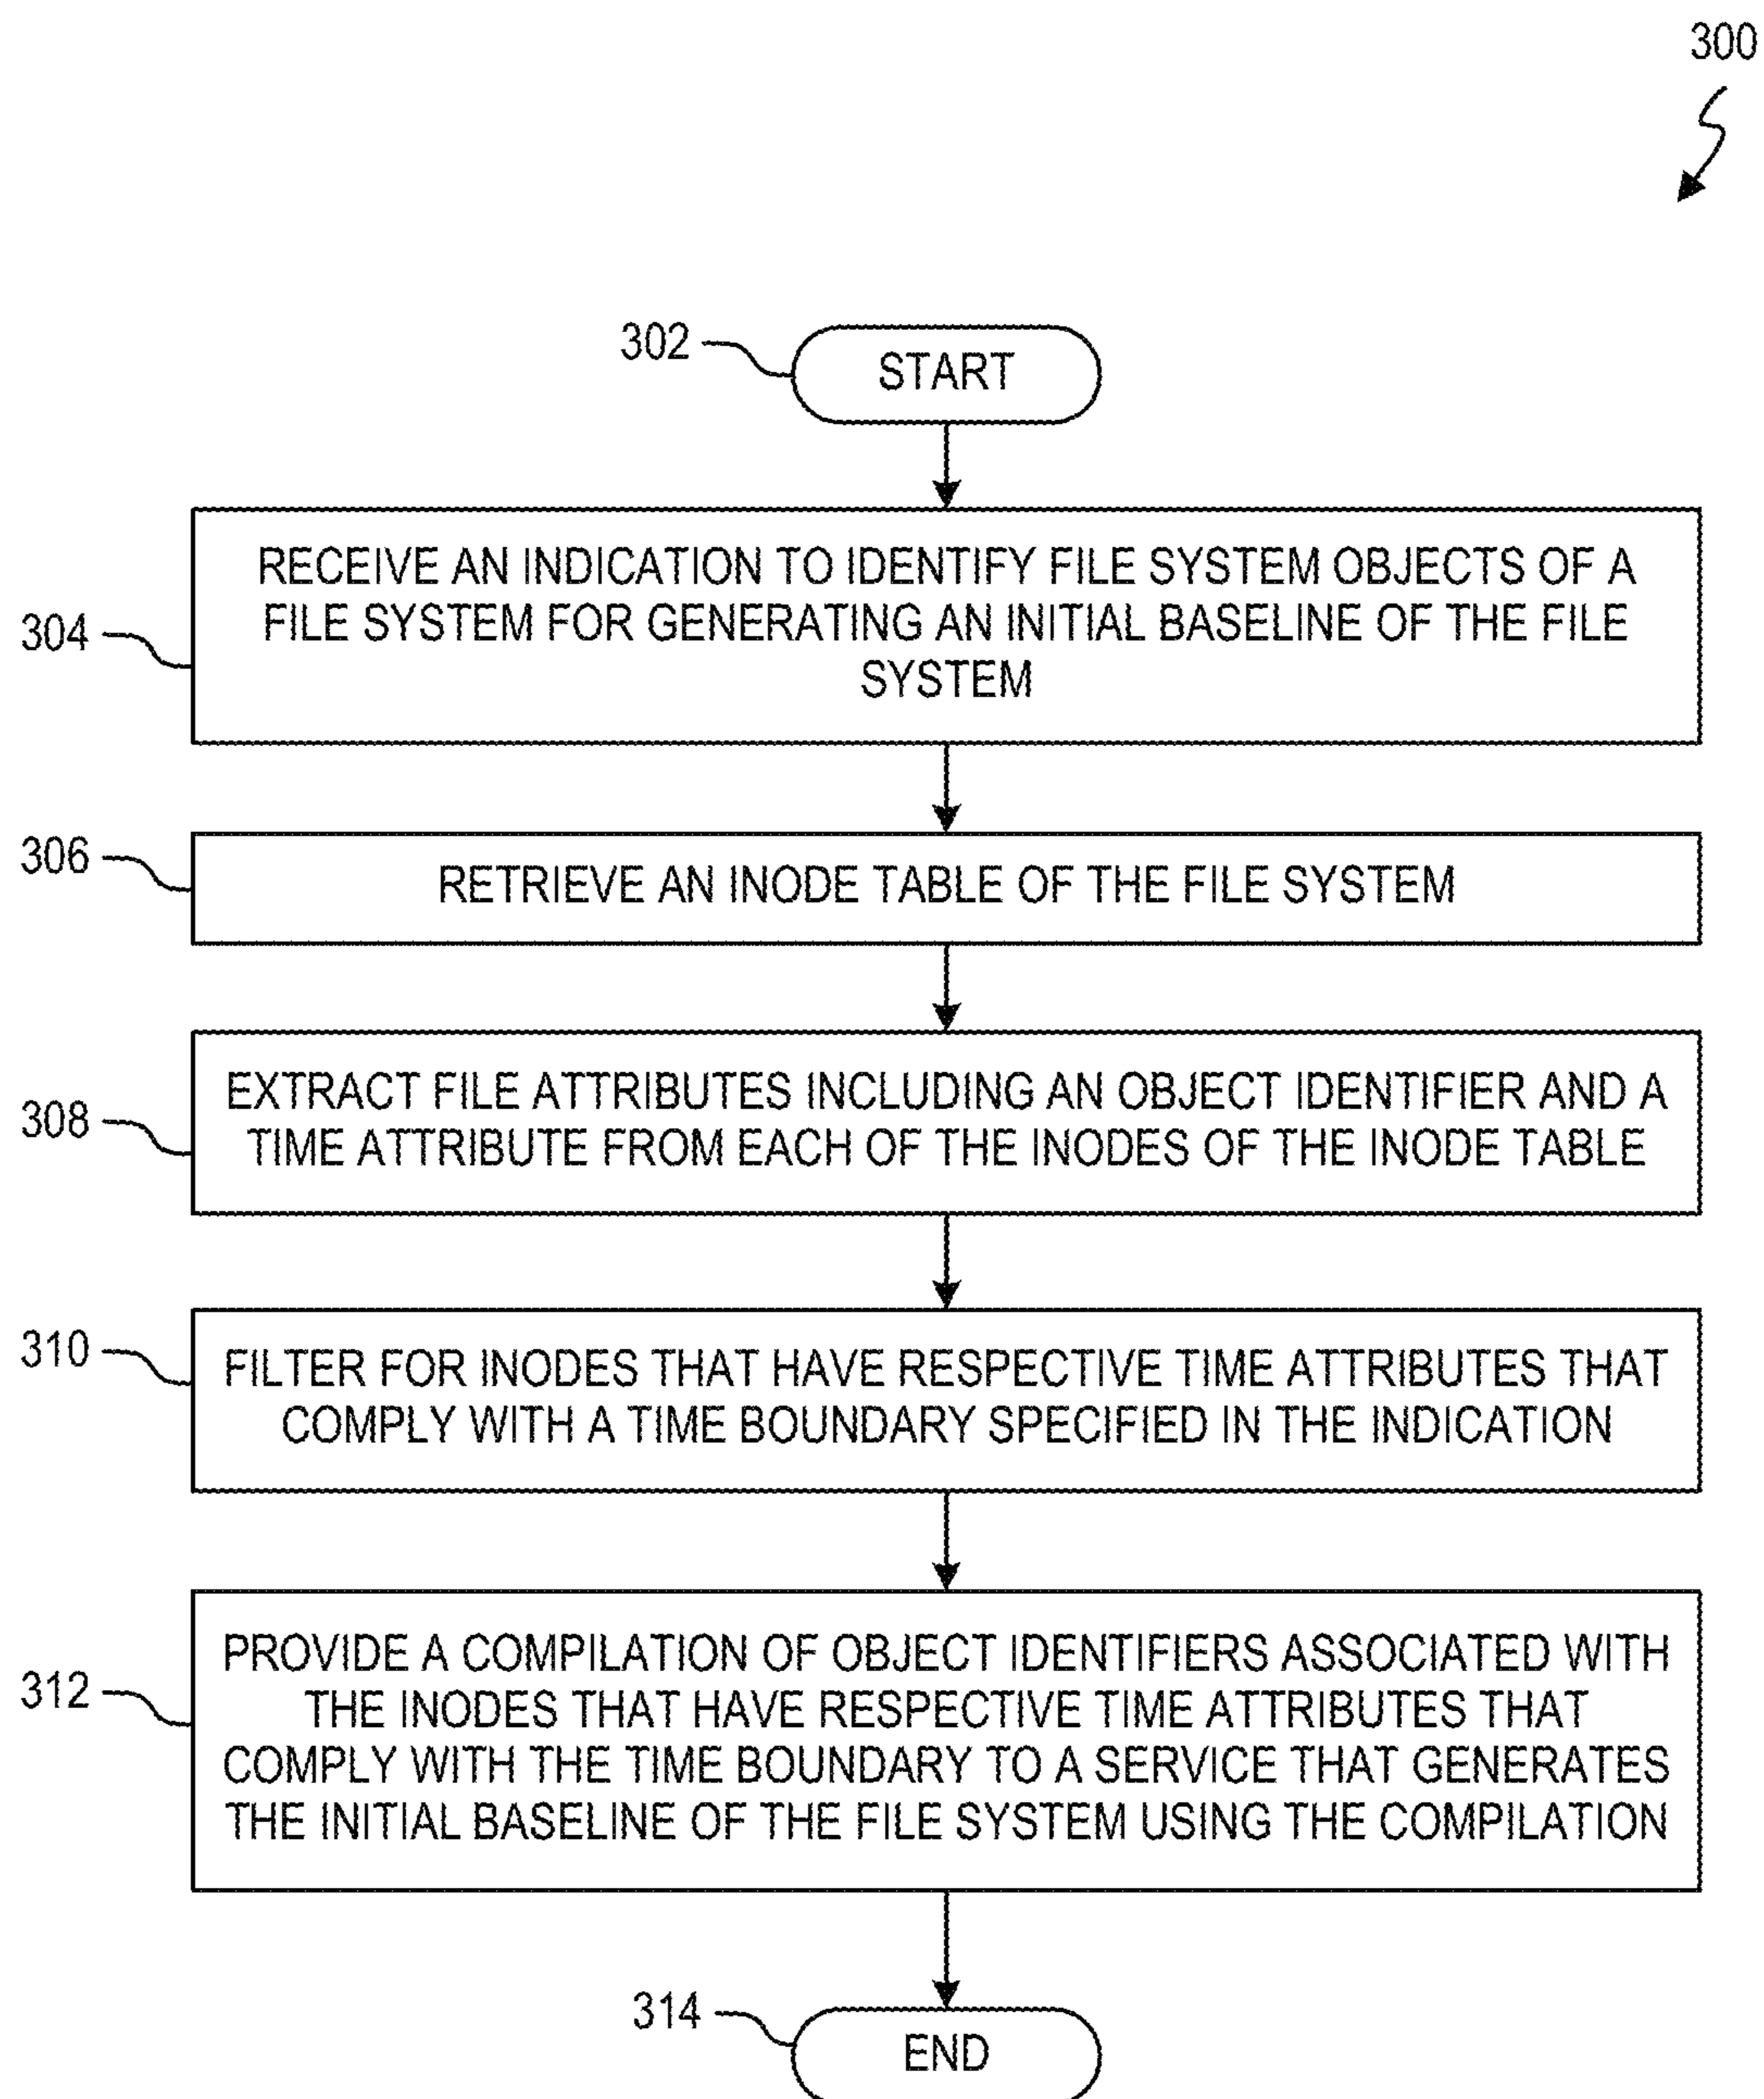 300
302
START
304
RECEIVE AN INDICATION TO IDENTIFY FILE SYSTEM OBJECTS OF A
FILE SYSTEM FOR GENERATING AN INITIAL BASELINE OF THE FILE
SYSTEM
306
RETRIEVE AN INODE TABLE OF THE FILE SYSTEM
308
EXTRACT FILE ATTRIBUTES INCLUDING AN OBJECT IDENTIFIER AND A
TIME ATTRIBUTE FROM EACH OF THE INODES OF THE INODE TABLE
310
FILTER FOR INODES THAT HAVE RESPECTIVE TIME ATTRIBUTES THAT
COMPLY WITH A TIME BOUNDARY SPECIFIED IN THE INDICATION
312
PROVIDE A COMPILATION OF OBJECT IDENTIFIERS ASSOCIATED WITH
THE INODES THAT HAVE RESPECTIVE TIME ATTRIBUTES THAT
COMPLY WITH THE TIME BOUNDARY TO A SERVICE THAT GENERATES
THE INITIAL BASELINE OF THE FILE SYSTEM USING THE COMPILATION
314
END